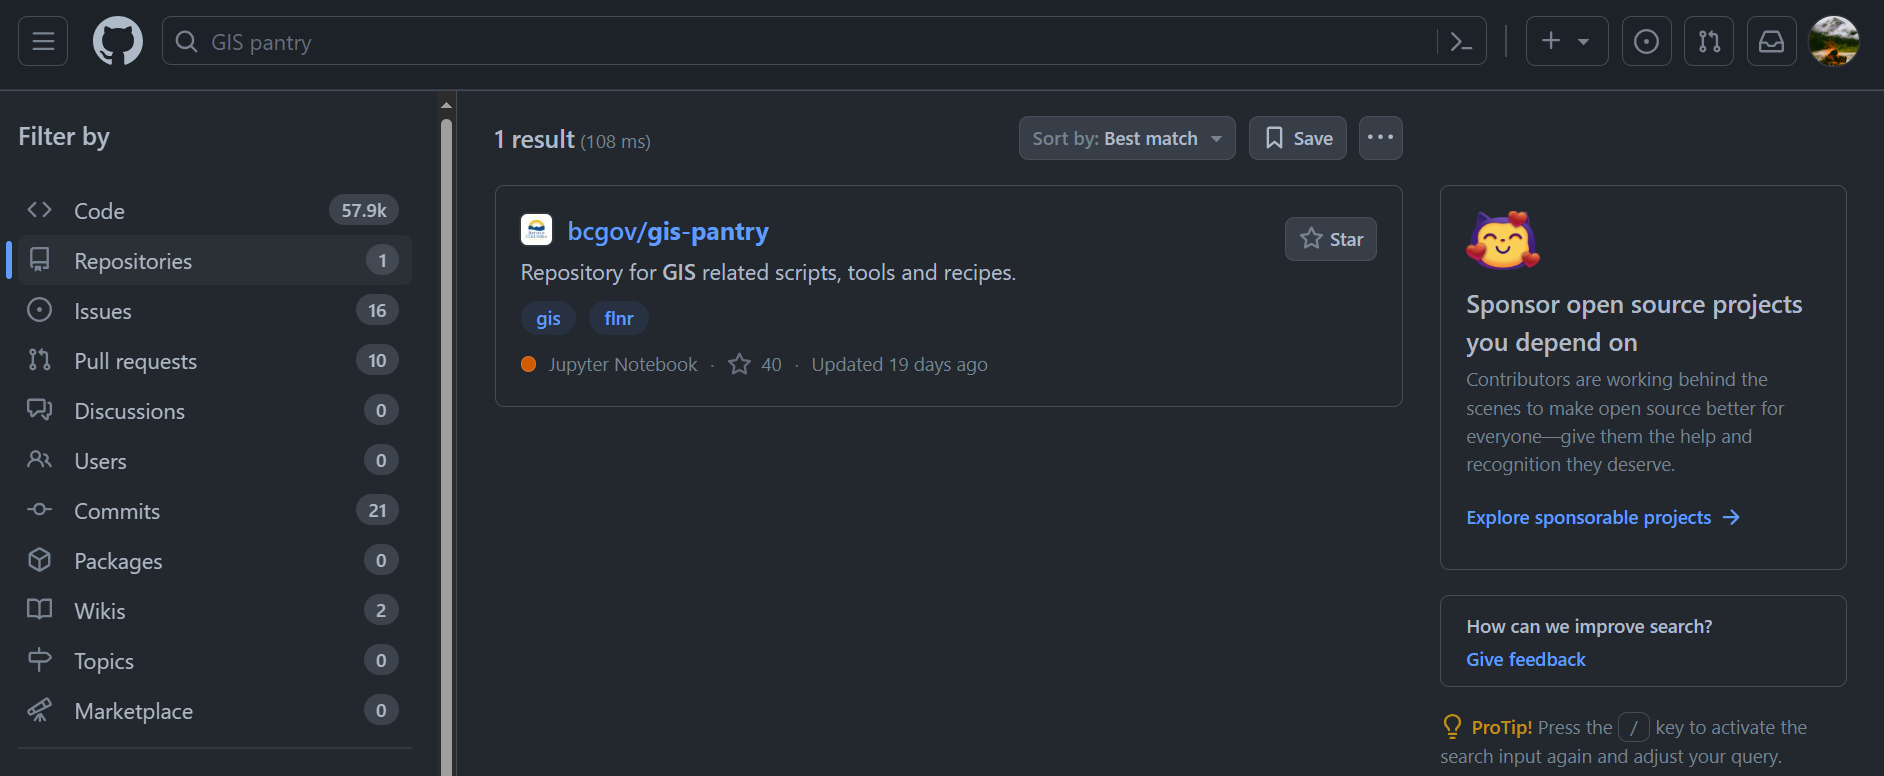 GIS pantry
Filter by
Code 57.9k
Repositories 1
Issues 16
Pull requests 10
Discussions 0
Users 0
Commits 21
Packages 0
Wikis 2
Topics 0
Marketplace 0
1 result (108 ms)
Sort by: Best match
Save
bcgov/gis-pantry
Star
Repository for GIS related scripts, tools and recipes.
gis flnr
Jupyter Notebook · 40 · Updated 19 days ago
Sponsor open source projects
you depend on
Contributors are working behind the
scenes to make open source better for
everyone—give them the help and
recognition they deserve.
Explore sponsorable projects →
How can we improve search?
Give feedback
ProTip! Press the / key to activate the
search input again and adjust your query.